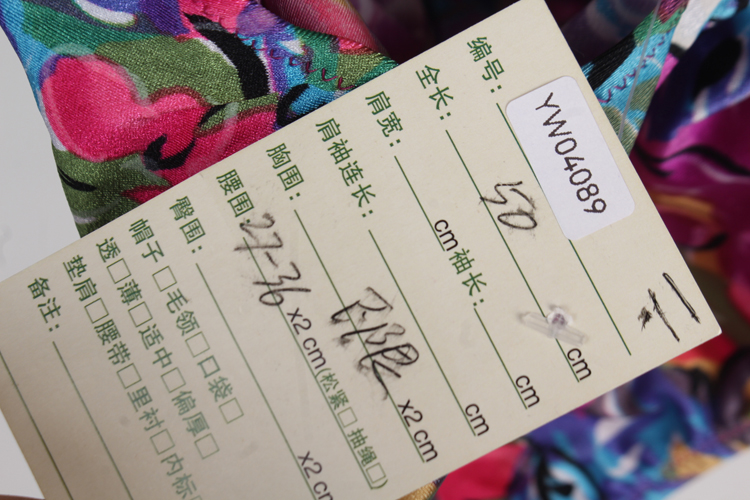 编号: YW04089
全长: 50 cm
肩宽: cm 袖长: cm
肩袖连长: cm
胸围: x2 cm
腰围: 27-36 x2 cm(松紧□ 抽绳□)
臀围: x2 cm
帽子□毛领□口袋□
透□薄□适中□偏厚□
垫肩□腰带□里衬□内标
备注: